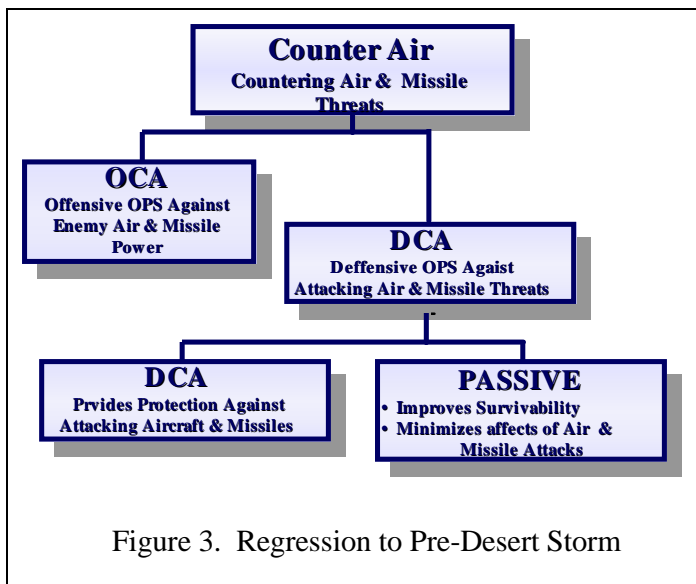 Counter Air
Countering Air & Missile
Threats
OCA
Offensive OPS Against
Enemy Air & Missile
Power
DCA
Deffensive OPS Agaist
Attacking Air & Missile Threats
-
DCA
Prvides Protection Against
Attacking Aircraft & Missiles
PASSIVE
• Improves Survivability
• Minimizes affects of Air &
Missile Attacks
Figure 3. Regression to Pre-Desert Storm